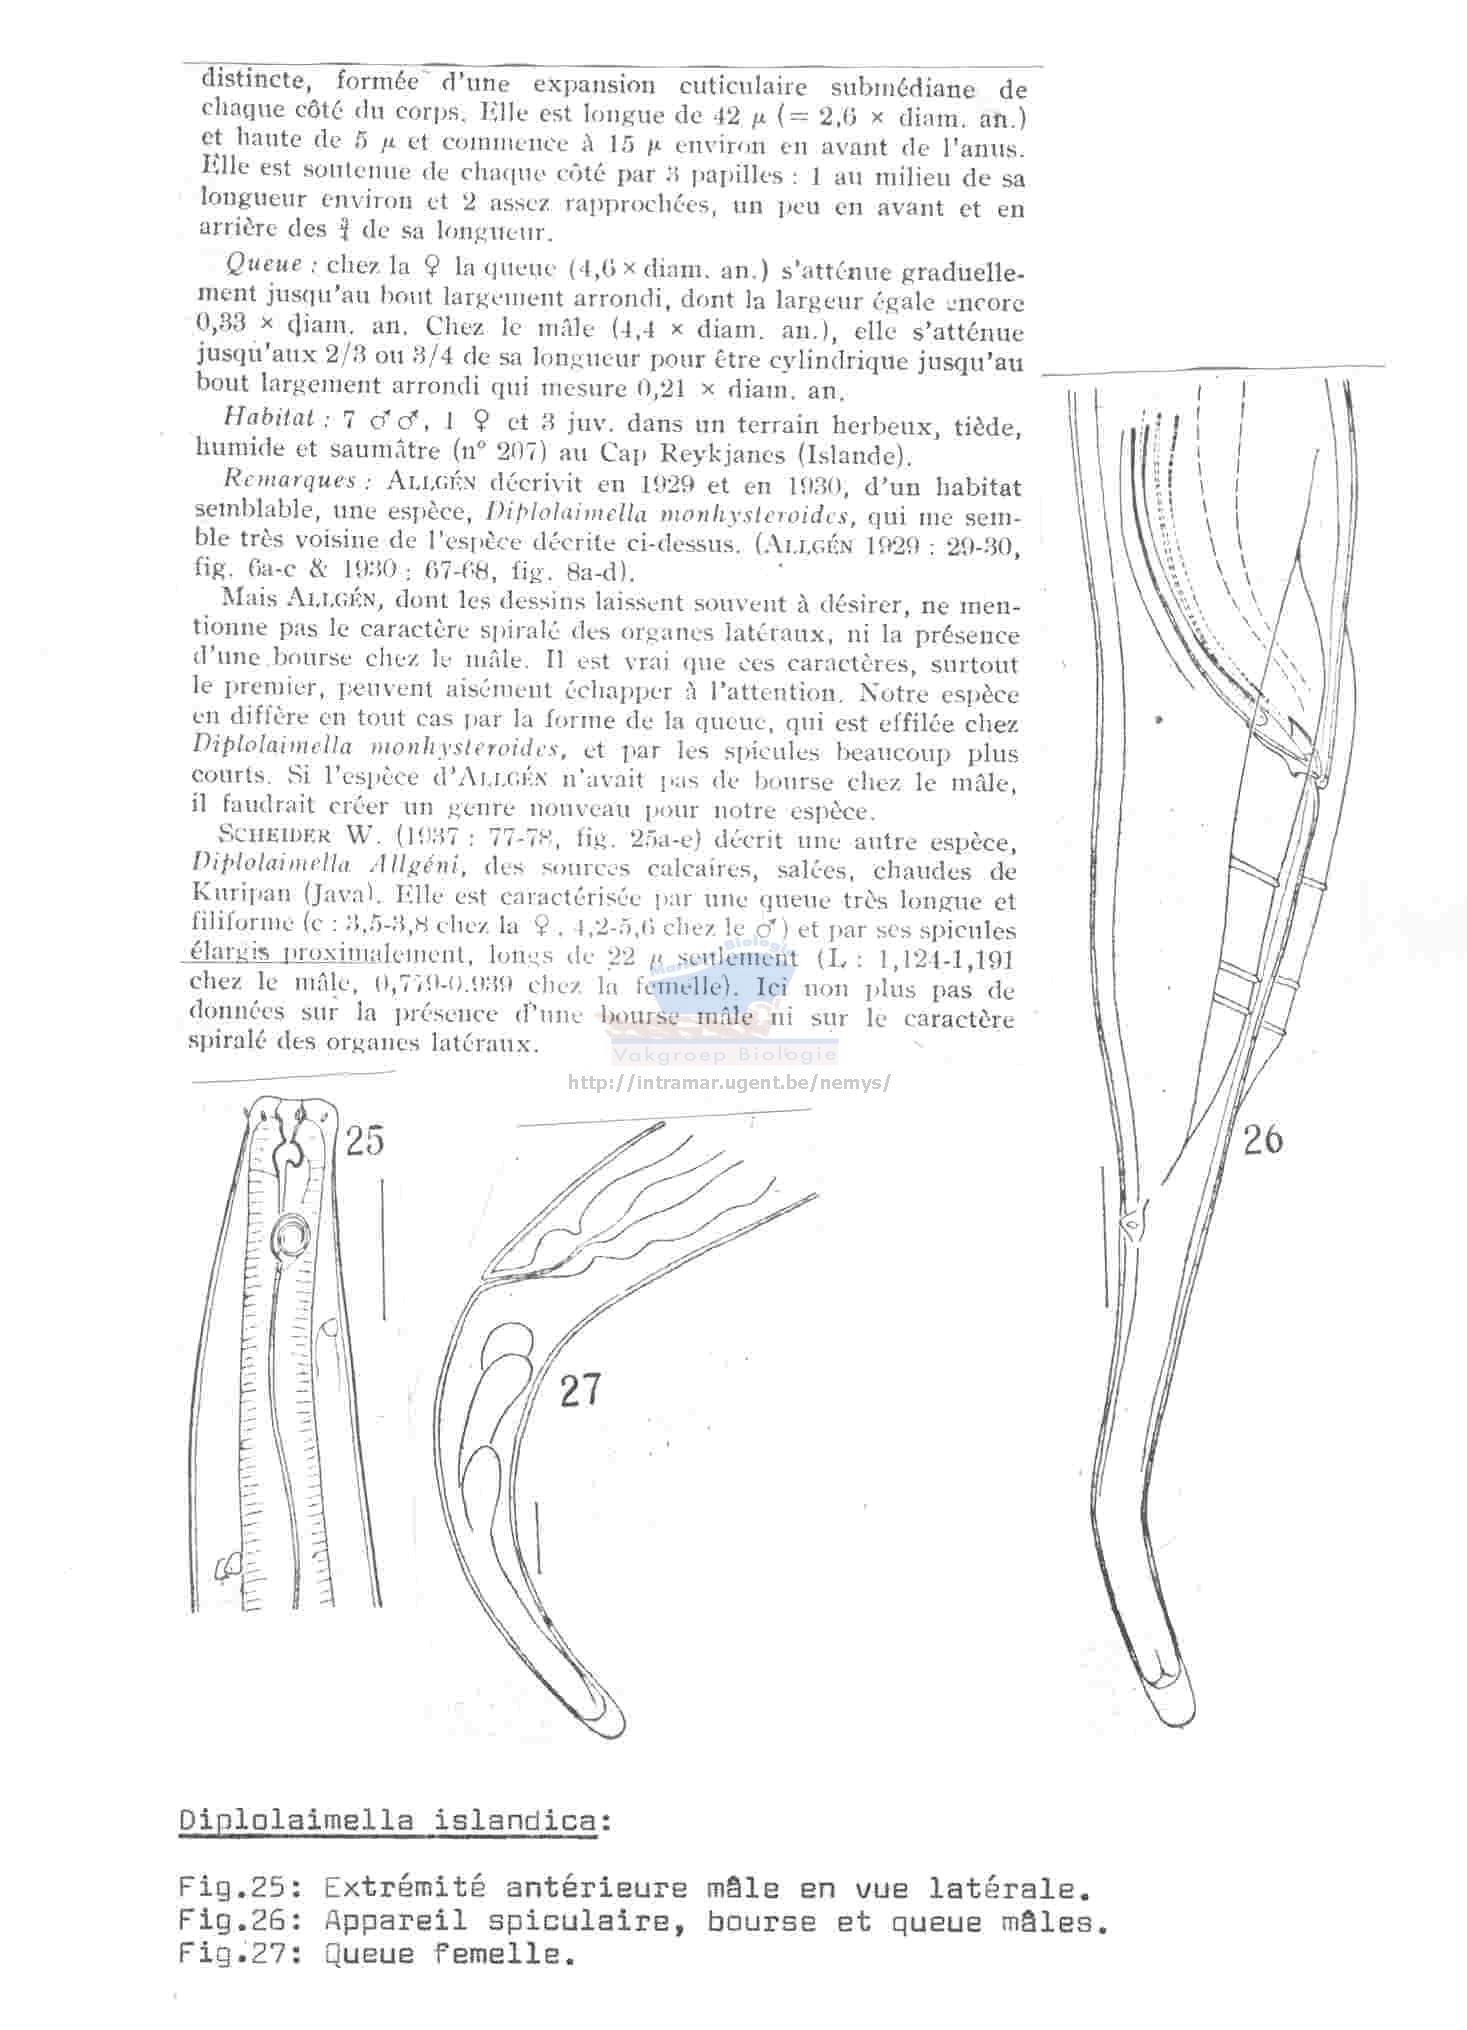 distincte, formée d'une expansion cuticulaire submédiane de
chaque côté du corps. Elle est longue de 42 μ (= 2,6 × diam. an.)
et haute de 5 μ et commence à 15 μ environ en avant de l'anus.
Elle est soutenue de chaque côté par 3 papilles : 1 au milieu de sa
longueur environ et 2 assez rapprochées, un peu en avant et en
arrière des ¾ de sa longueur.
Queue : chez la ♀ la queue (4,6 × diam. an.) s'atténue graduelle-
ment jusqu'au bout largement arrondi, dont la largeur égale encore
0,33 × diam. an. Chez le mâle (4,4 × diam. an.), elle s'atténue
jusqu'aux 2/3 ou 3/4 de sa longueur pour être cylindrique jusqu'au
bout largement arrondi qui mesure 0,21 × diam. an.
Habitat : 7 ♂♂, 1 ♀ et 3 juv. dans un terrain herbeux, tiède,
humide et saumâtre (n° 207) au Cap Reykjanes (Islande).
Remarques : ALLGÉN décrivit en 1929 et en 1930, d'un habitat
semblable, une espèce, Diplolaimella monhysteroides, qui me sem-
ble très voisine de l'espèce décrite ci-dessus. (ALLGÉN 1929 : 29-30,
fig. 6a-c & 1930 : 67-68, fig. 8a-d).
Mais ALLGÉN, dont les dessins laissent souvent à désirer, ne men-
tionne pas le caractère spiralé des organes latéraux, ni la présence
d'une bourse chez le mâle. Il est vrai que ces caractères, surtout
le premier, peuvent aisément échapper à l'attention. Notre espèce
en diffère en tout cas par la forme de la queue, qui est effilée chez
Diplolaimella monhysteroides, et par les spicules beaucoup plus
courts. Si l'espèce d'ALLGÉN n'avait pas de bourse chez le mâle,
il faudrait créer un genre nouveau pour notre espèce.
SCHEIDER W. (1937 : 77-78, fig. 25a-e) décrit une autre espèce,
Diplolaimella Allgéni, des sources calcaires, salées, chaudes de
Kuripan (Java). Elle est caractérisée par une queue très longue et
filiforme (c : 3,5-3,8 chez la ♀, 4,2-5,6 chez le ♂) et par ses spicules
élargis proximalement, longs de 22 μ seulement (L : 1,124-1,191
chez le mâle, 0,779-0.939 chez la femelle). Ici non plus pas de
données sur la présence d'une bourse mâle ni sur le caractère
spiralé des organes latéraux.
Biologie
Vakgroep Biologie
http://intramar.ugent.be/nemys/
25
26
27
Diplolaimella islandica:
Fig.25: Extrémité antérieure mâle en vue latérale.
Fig.26: Appareil spiculaire, bourse et queue mâles.
Fig.27: Queue femelle.